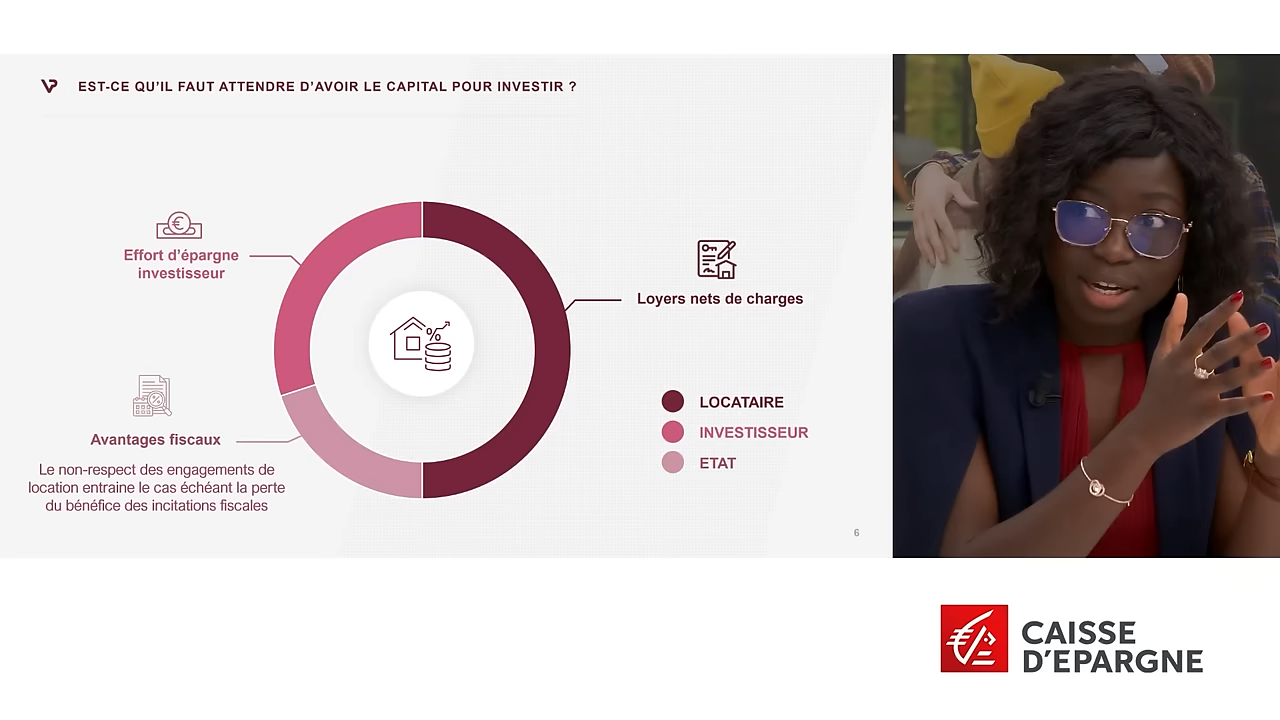 VP
EST-CE QU'IL FAUT ATTENDRE D'AVOIR LE CAPITAL POUR INVESTIR ?
Effort d'épargne
investisseur
Loyers nets de charges
Avantages fiscaux
Le non-respect des engagements de
location entraine le cas échéant la perte
du bénéfice des incitations fiscales
LOCATAIRE
INVESTISSEUR
ETAT
6
CAISSE
D'EPARGNE